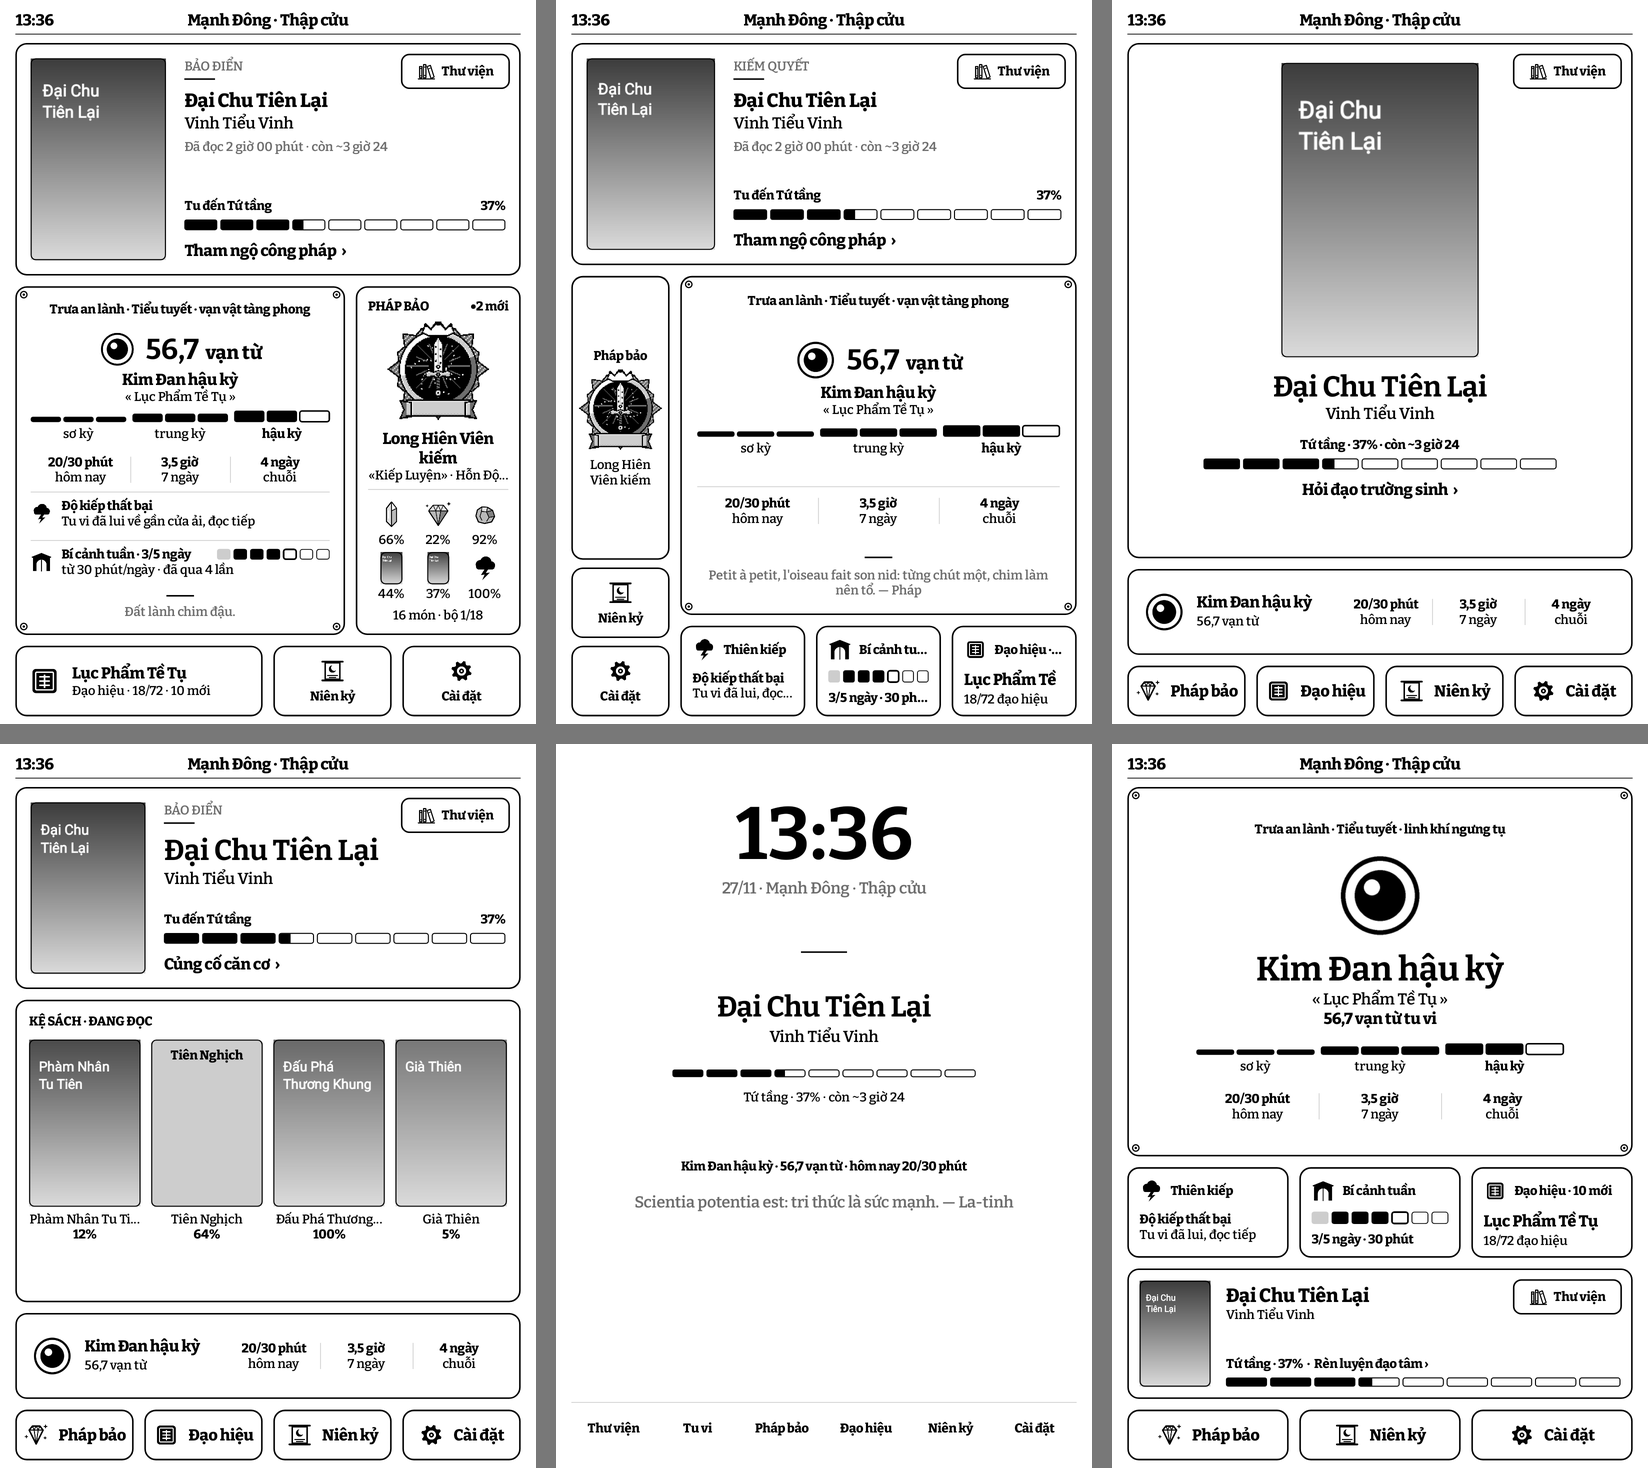 13:36
Mạnh Đông · Thập cửu
Đại Chu
Tiên Lại
BẢO ĐIỂN
Thư viện
Đại Chu Tiên Lại
Vinh Tiểu Vinh
Đã đọc 2 giờ 00 phút · còn ~3 giờ 24
Tu đến Tứ tầng 37%
Tham ngộ công pháp ›
Trưa an lành · Tiểu tuyết · vạn vật tàng phong
56,7 vạn từ
Kim Đan hậu kỳ
« Lục Phẩm Tề Tụ »
sơ kỳ trung kỳ hậu kỳ
20/30 phút 3,5 giờ 4 ngày
hôm nay 7 ngày chuỗi
Độ kiếp thất bại
Tu vi đã lui về gần cửa ải, đọc tiếp
Bí cảnh tuần · 3/5 ngày
từ 30 phút/ngày · đã qua 4 lần
Đất lành chim đậu.
PHÁP BẢO •2 mới
Long Hiên Viên
kiếm
«Kiếp Luyện» · Hỗn Độ...
66% 22% 92%
44% 37% 100%
16 món · bộ 1/18
Lục Phẩm Tề Tụ
Đạo hiệu · 18/72 · 10 mới
Niên kỷ
Cài đặt
13:36
Mạnh Đông · Thập cửu
Đại Chu
Tiên Lại
KIẾM QUYẾT
Thư viện
Đại Chu Tiên Lại
Vinh Tiểu Vinh
Đã đọc 2 giờ 00 phút · còn ~3 giờ 24
Tu đến Tứ tầng 37%
Tham ngộ công pháp ›
Pháp bảo
Long Hiên
Viên kiếm
Niên kỷ
Cài đặt
Trưa an lành · Tiểu tuyết · vạn vật tàng phong
56,7 vạn từ
Kim Đan hậu kỳ
« Lục Phẩm Tề Tụ »
sơ kỳ trung kỳ hậu kỳ
20/30 phút 3,5 giờ 4 ngày
hôm nay 7 ngày chuỗi
Petit à petit, l'oiseau fait son nid: từng chút một, chim làm
nên tổ. — Pháp
Thiên kiếp
Độ kiếp thất bại
Tu vi đã lui, đọc...
Bí cảnh tu...
3/5 ngày · 30 ph...
Đạo hiệu ·...
Lục Phẩm Tề
18/72 đạo hiệu
13:36
Mạnh Đông · Thập cửu
Thư viện
Đại Chu
Tiên Lại
Đại Chu Tiên Lại
Vinh Tiểu Vinh
Tứ tầng · 37% · còn ~3 giờ 24
Hỏi đạo trường sinh ›
Kim Đan hậu kỳ
56,7 vạn từ
20/30 phút 3,5 giờ 4 ngày
hôm nay 7 ngày chuỗi
Pháp bảo
Đạo hiệu
Niên kỷ
Cài đặt
13:36
Mạnh Đông · Thập cửu
Đại Chu
Tiên Lại
BẢO ĐIỂN
Thư viện
Đại Chu Tiên Lại
Vinh Tiểu Vinh
Tu đến Tứ tầng 37%
Củng cố căn cơ ›
KỆ SÁCH · ĐANG ĐỌC
Phàm Nhân
Tu Tiên
Tiên Nghịch
Đấu Phá
Thương Khung
Già Thiên
Phàm Nhân Tu Ti... Tiên Nghịch Đấu Phá Thương... Già Thiên
12% 64% 100% 5%
Kim Đan hậu kỳ
56,7 vạn từ
20/30 phút 3,5 giờ 4 ngày
hôm nay 7 ngày chuỗi
Pháp bảo
Đạo hiệu
Niên kỷ
Cài đặt
13:36
27/11 · Mạnh Đông · Thập cửu
Đại Chu Tiên Lại
Vinh Tiểu Vinh
Tứ tầng · 37% · còn ~3 giờ 24
Kim Đan hậu kỳ · 56,7 vạn từ · hôm nay 20/30 phút
Scientia potentia est: tri thức là sức mạnh. — La-tinh
Thư viện Tu vi Pháp bảo Đạo hiệu Niên kỷ Cài đặt
13:36
Mạnh Đông · Thập cửu
Trưa an lành · Tiểu tuyết · linh khí ngưng tụ
Kim Đan hậu kỳ
« Lục Phẩm Tề Tụ »
56,7 vạn từ tu vi
sơ kỳ trung kỳ hậu kỳ
20/30 phút 3,5 giờ 4 ngày
hôm nay 7 ngày chuỗi
Thiên kiếp
Độ kiếp thất bại
Tu vi đã lui, đọc tiếp
Bí cảnh tuần
3/5 ngày · 30 phút
Đạo hiệu · 10 mới
Lục Phẩm Tề Tụ
18/72 đạo hiệu
Đại Chu
Tiên Lại
Đại Chu Tiên Lại
Vinh Tiểu Vinh
Thư viện
Tứ tầng · 37% · Rèn luyện đạo tâm ›
Pháp bảo
Niên kỷ
Cài đặt